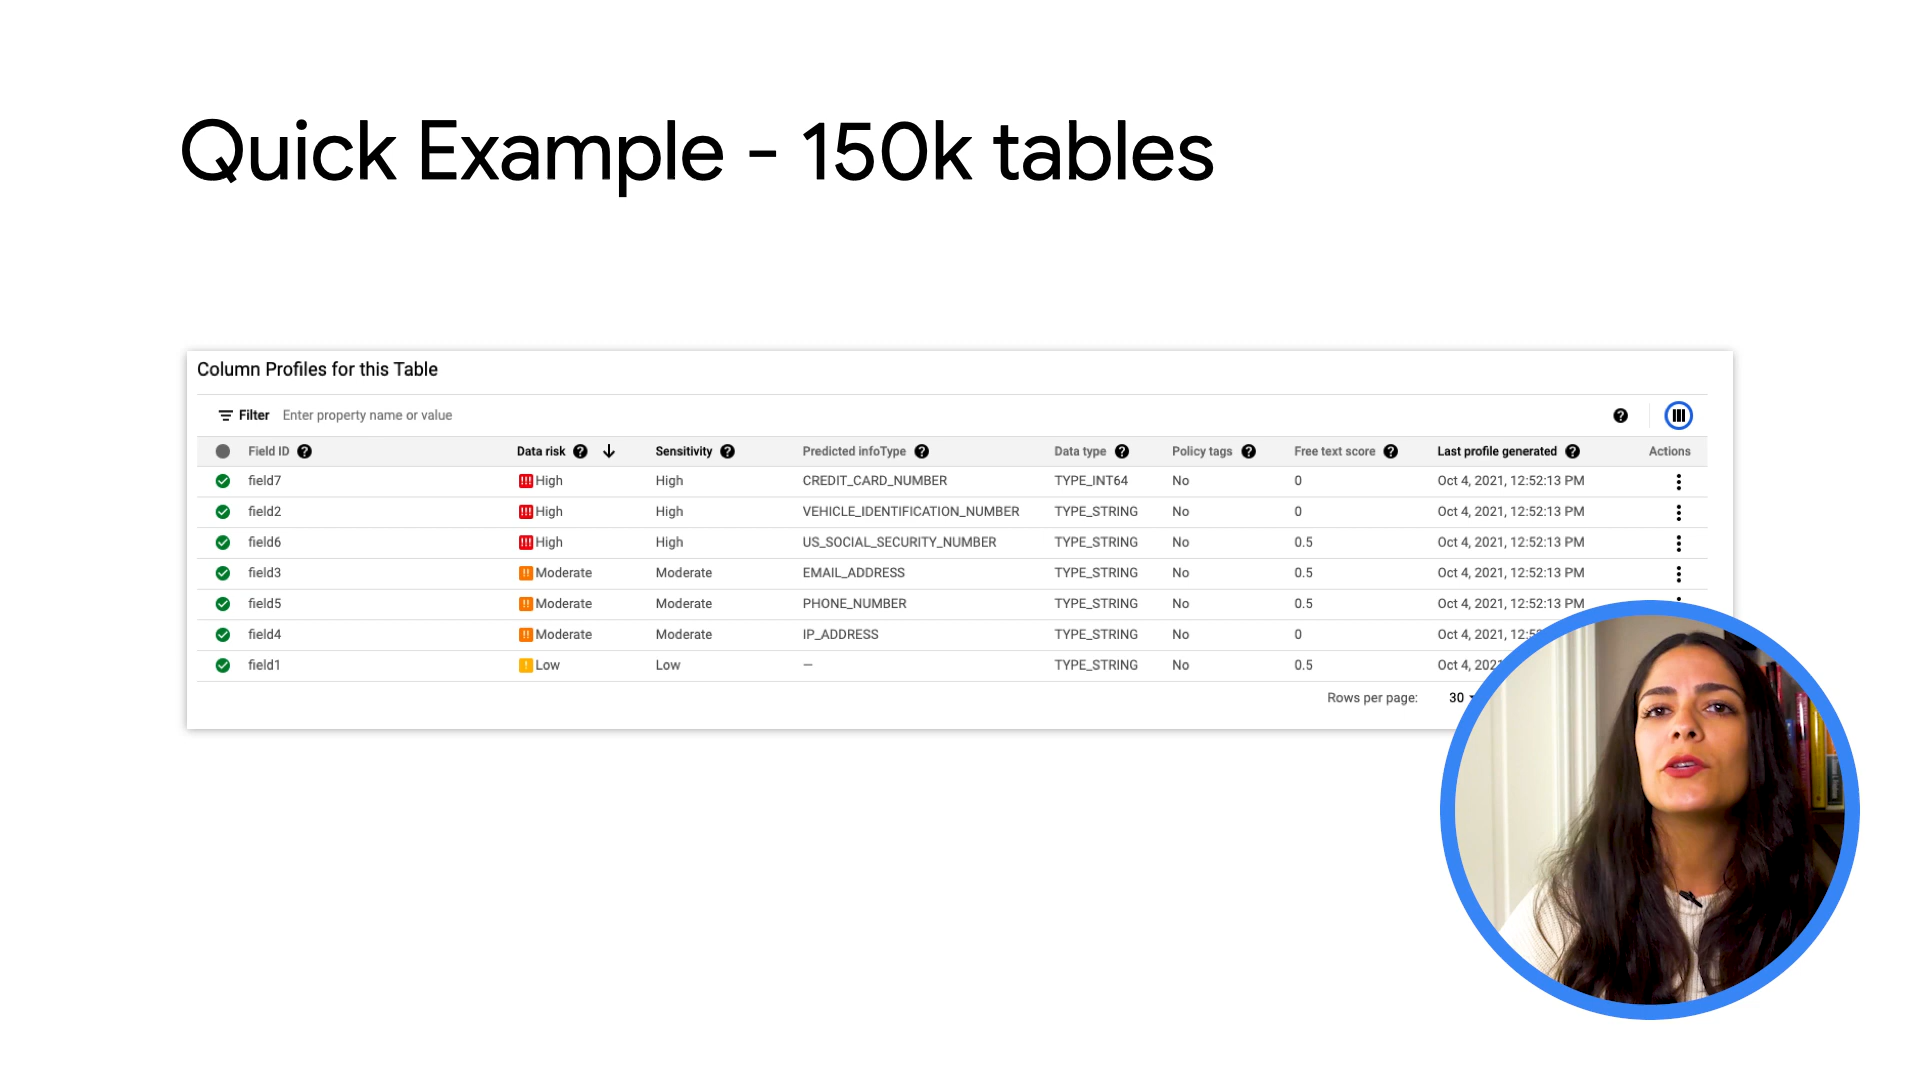 Quick Example - 150k tables
Column Profiles for this Table
Filter Enter property name or value
Field ID Data risk Sensitivity Predicted infoType Data type Policy tags Free text score Last profile generated Actions
field7 High High CREDIT_CARD_NUMBER TYPE_INT64 No 0 Oct 4, 2021, 12:52:13 PM
field2 High High VEHICLE_IDENTIFICATION_NUMBER TYPE_STRING No 0 Oct 4, 2021, 12:52:13 PM
field6 High High US_SOCIAL_SECURITY_NUMBER TYPE_STRING No 0.5 Oct 4, 2021, 12:52:13 PM
field3 Moderate Moderate EMAIL_ADDRESS TYPE_STRING No 0.5 Oct 4, 2021, 12:52:13 PM
field5 Moderate Moderate PHONE_NUMBER TYPE_STRING No 0.5 Oct 4, 2021, 12:52:13 PM
field4 Moderate Moderate IP_ADDRESS TYPE_STRING No 0 Oct 4, 2021,
field1 Low Low — TYPE_STRING No 0.5 Oct 4,
Rows per page: 30